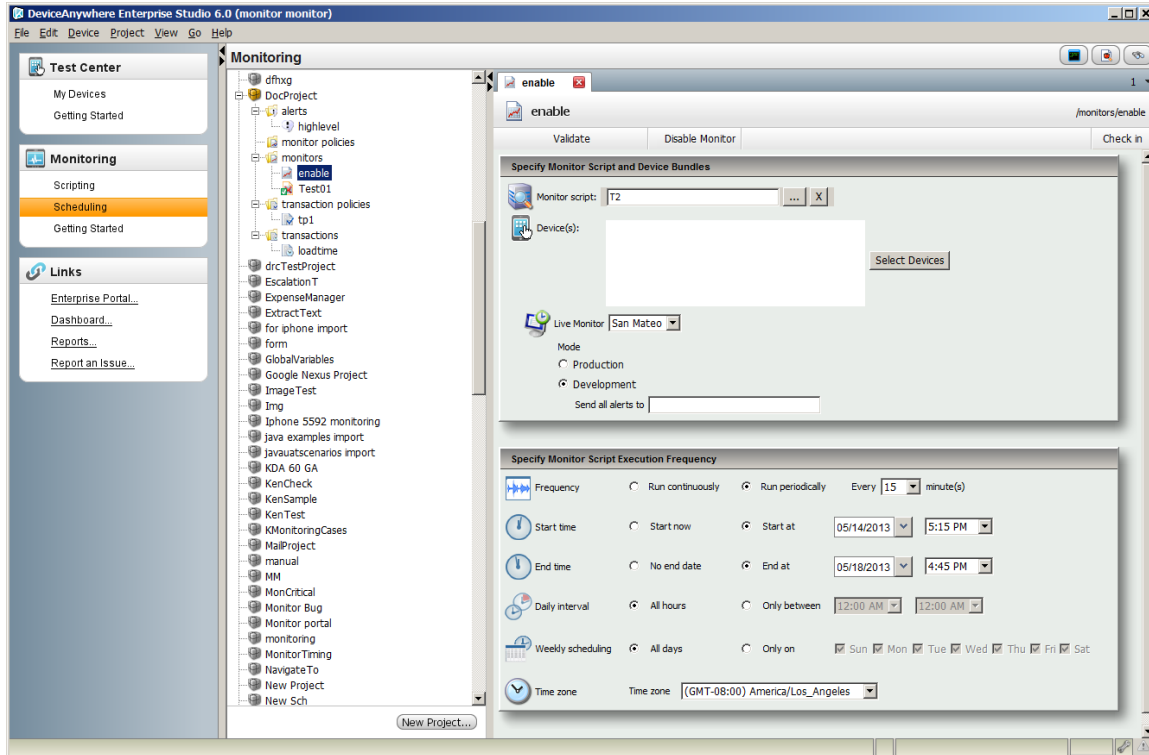 DeviceAnywhere Enterprise Studio 6.0 (monitor monitor)
File Edit Device Project View Go Help
Test Center
My Devices
Getting Started
Monitoring
Scripting
Scheduling
Getting Started
Links
Enterprise Portal...
Dashboard...
Reports...
Report an Issue...
Monitoring
dfhxg
DocProject
alerts
highlevel
monitor policies
monitors
enable
Test01
transaction policies
tp1
transactions
loadtime
drcTestProject
EscalationT
ExpenseManager
ExtractText
for iphone import
form
GlobalVariables
Google Nexus Project
ImageTest
Img
Iphone 5592 monitoring
java examples import
javauatscenarios import
KDA 60 GA
KenCheck
KenSample
KenTest
KMonitoringCases
MailProject
manual
MM
MonCritical
Monitor Bug
Monitor portal
monitoring
MonitorTiming
NavigateTo
New Project
New Sch
New Project...
enable
1
enable
/monitors/enable
Validate Disable Monitor Check in
Specify Monitor Script and Device Bundles
Monitor script: T2 ... X
Device(s):
Select Devices
Live Monitor San Mateo
Mode
Production
Development
Send all alerts to
Specify Monitor Script Execution Frequency
Frequency Run continuously Run periodically Every 15 minute(s)
Start time Start now Start at 05/14/2013 5:15 PM
End time No end date End at 05/18/2013 4:45 PM
Daily interval All hours Only between 12:00 AM 12:00 AM
Weekly scheduling All days Only on Sun Mon Tue Wed Thu Fri Sat
Time zone Time zone (GMT-08:00) America/Los_Angeles